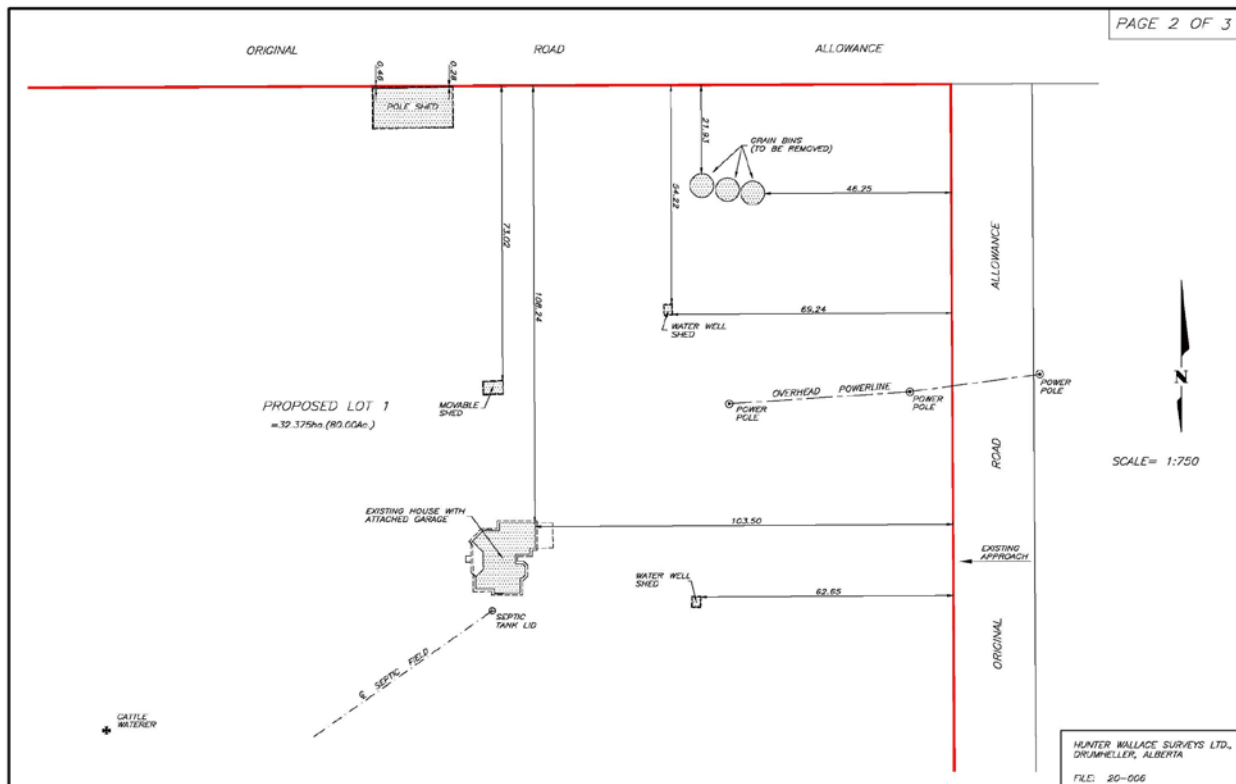 PAGE 2 OF 3
ORIGINAL
ROAD
ALLOWANCE
0.46
0.28
POLE SHED
21.93
GRAIN BINS
(TO BE REMOVED)
46.25
54.22
73.02
108.24
ALLOWANCE
69.24
WATER WELL
SHED
OVERHEAD POWERLINE
POWER
POLE
POWER
POLE
POWER
POLE
N
MOVABLE
SHED
PROPOSED LOT 1
=32.375ha.(80.00Ac.)
ROAD
SCALE= 1:750
EXISTING HOUSE WITH
ATTACHED GARAGE
103.50
EXISTING
APPROACH
WATER WELL
SHED
62.65
SEPTIC
TANK LID
ORIGINAL
℄ SEPTIC FIELD
CATTLE
WATERER
HUNTER WALLACE SURVEYS LTD.,
DRUMHELLER, ALBERTA
FILE: 20-006